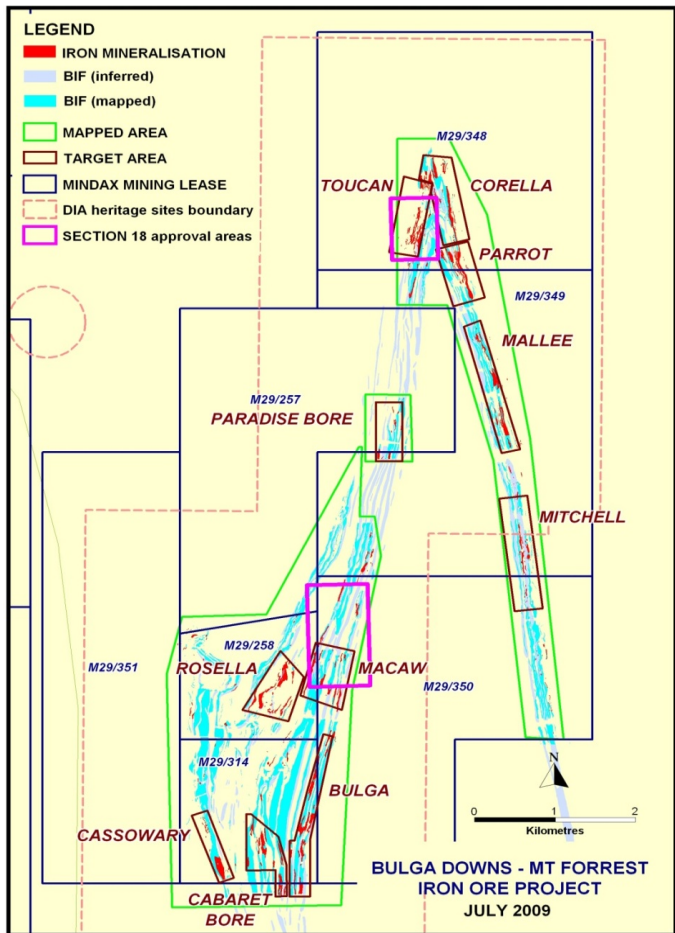 LEGEND
IRON MINERALISATION
BIF (inferred)
BIF (mapped)
MAPPED AREA
TARGET AREA
MINDAX MINING LEASE
DIA heritage sites boundary
SECTION 18 approval areas
M29/348
TOUCAN
CORELLA
PARROT
M29/349
MALLEE
M29/257
PARADISE BORE
MITCHELL
M29/258
M29/351
ROSELLA
MACAW
M29/350
M29/314
BULGA
CASSOWARY
CABARET
BORE
N
0 1 2
Kilometres
BULGA DOWNS - MT FORREST
IRON ORE PROJECT
JULY 2009